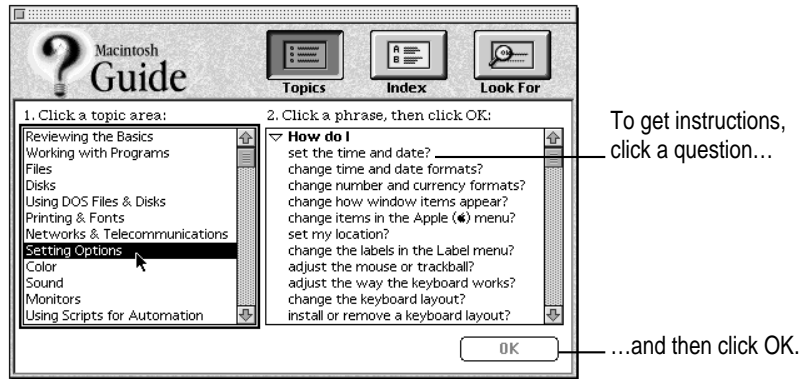 Macintosh
Guide
Topics
Index
Look For
1. Click a topic area:
Reviewing the Basics
Working with Programs
Files
Disks
Using DOS Files & Disks
Printing & Fonts
Networks & Telecommunications
Setting Options
Color
Sound
Monitors
Using Scripts for Automation
2. Click a phrase, then click OK:
How do I
set the time and date?
change time and date formats?
change number and currency formats?
change how window items appear?
change items in the Apple () menu?
set my location?
change the labels in the Label menu?
adjust the mouse or trackball?
adjust the way the keyboard works?
change the keyboard layout?
install or remove a keyboard layout?
OK
To get instructions,
click a question…
…and then click OK.